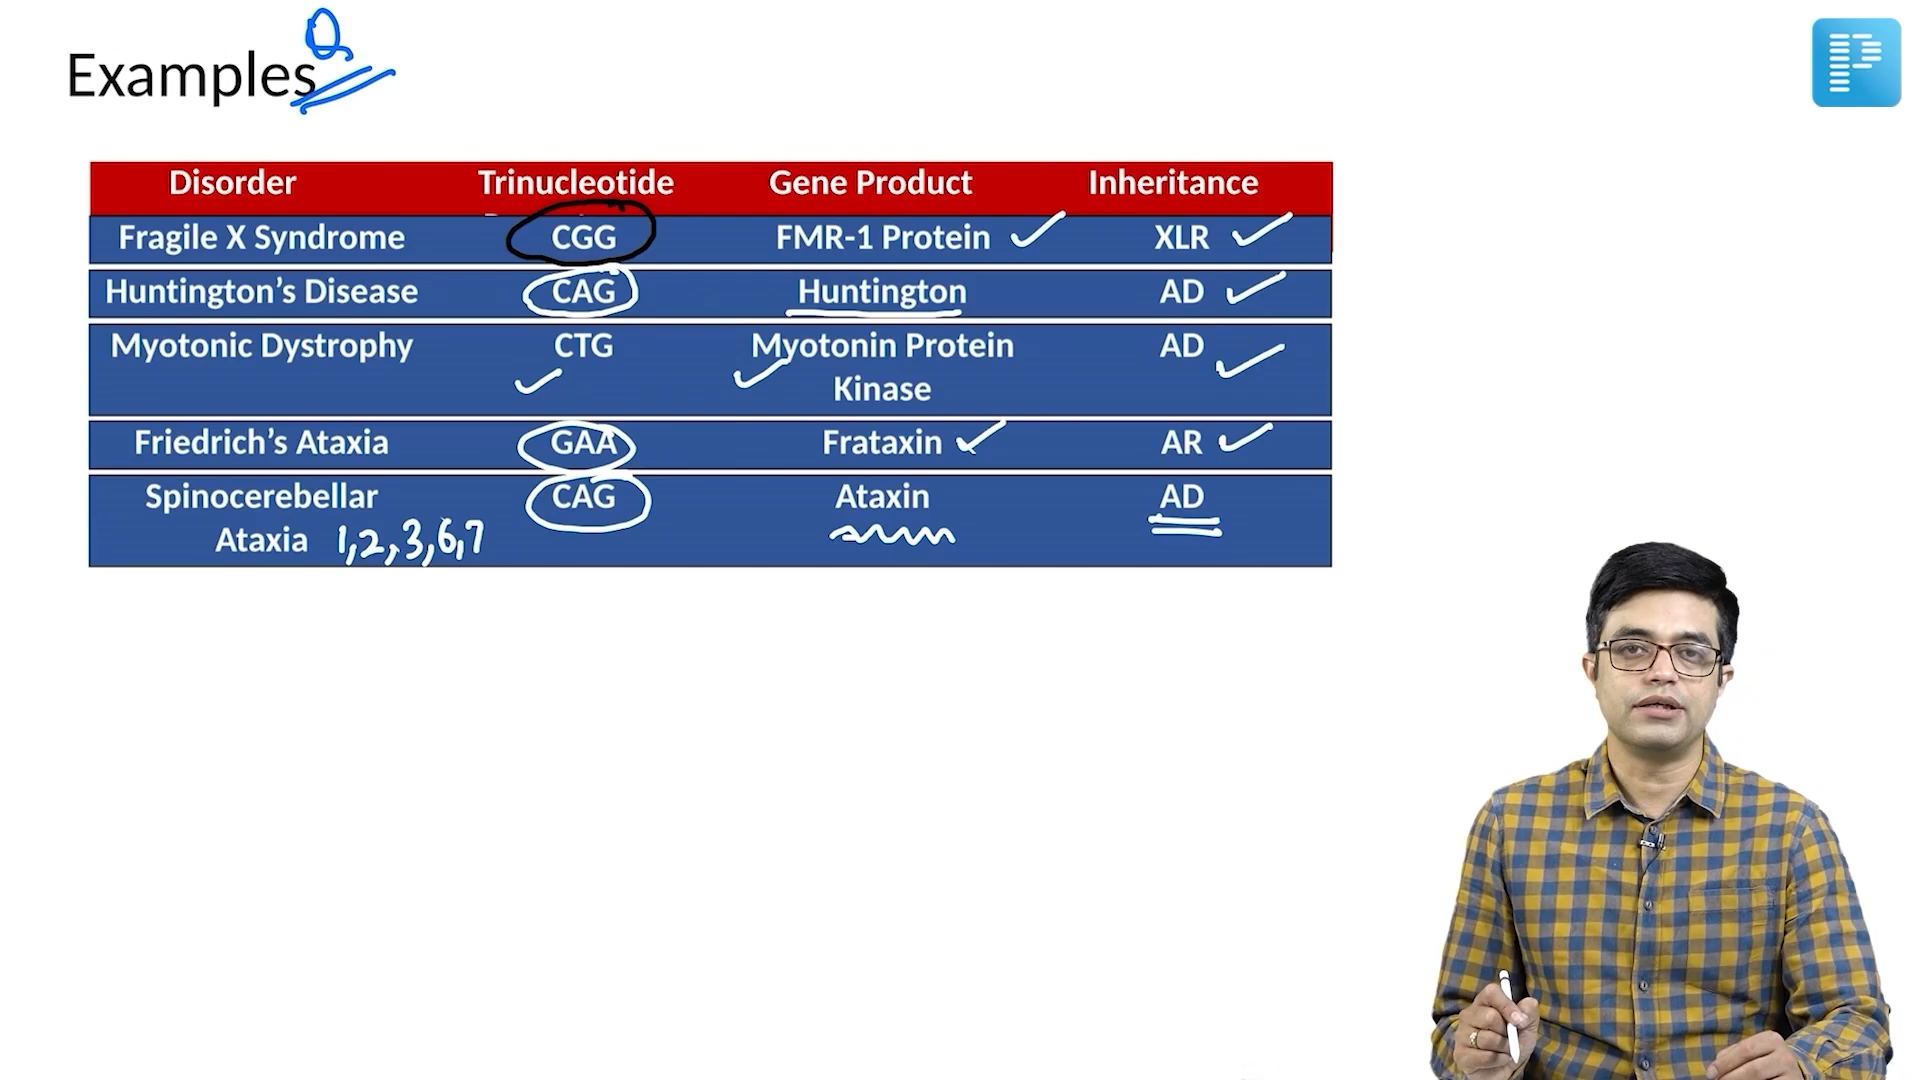 Examples Q
Disorder Trinucleotide Gene Product Inheritance
Fragile X Syndrome CGG FMR-1 Protein XLR
Huntington’s Disease CAG Huntington AD
Myotonic Dystrophy CTG Myotonin Protein AD
Kinase
Friedrich’s Ataxia GAA Frataxin AR
Spinocerebellar CAG Ataxin AD
Ataxia 1,2,3,6,7